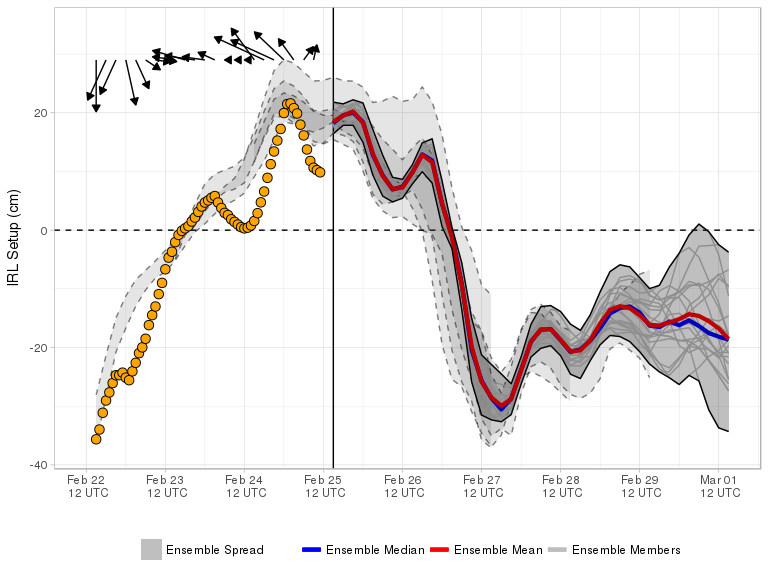 IRL Setup (cm)
20
0
-20
-40
Feb 22 Feb 23 Feb 24 Feb 25 Feb 26 Feb 27 Feb 28 Feb 29 Mar 01
12 UTC 12 UTC 12 UTC 12 UTC 12 UTC 12 UTC 12 UTC 12 UTC 12 UTC
Ensemble Spread Ensemble Median Ensemble Mean Ensemble Members